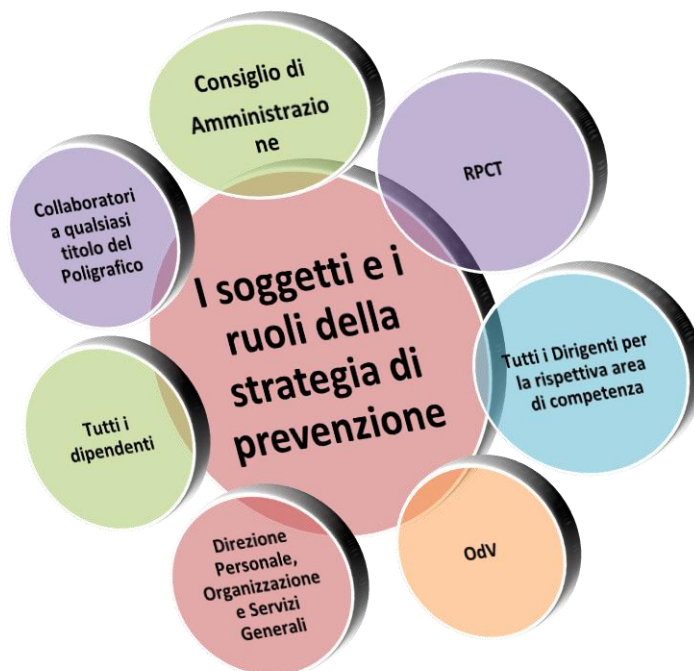 Consiglio di
Amministrazio
ne
RPCT
Tutti i Dirigenti per
la rispettiva area
di competenza
OdV
Direzione
Personale,
Organizzazione
e Servizi
Generali
Tutti i
dipendenti
Collaboratori
a qualsiasi
titolo del
Poligrafico
I soggetti e i
ruoli della
strategia di
prevenzione